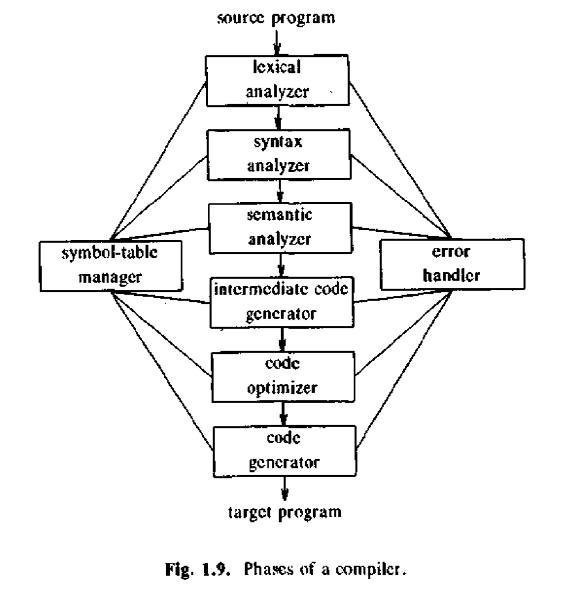 source program
lexical
analyzer
syntax
analyzer
semantic
analyzer
symbol-table
manager
error
handler
intermediate code
generator
code
optimizer
code
generator
target program
Fig. 1.9. Phases of a compiler.